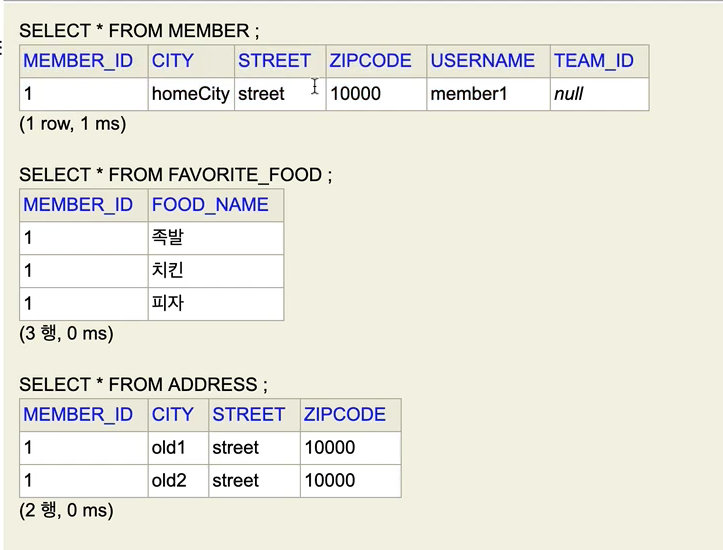 SELECT * FROM MEMBER ;
MEMBER_ID CITY STREET ZIPCODE USERNAME TEAM_ID
1 homeCity street 10000 member1 null
(1 row, 1 ms)
SELECT * FROM FAVORITE_FOOD ;
MEMBER_ID FOOD_NAME
1 족발
1 치킨
1 피자
(3 행, 0 ms)
SELECT * FROM ADDRESS ;
MEMBER_ID CITY STREET ZIPCODE
1 old1 street 10000
1 old2 street 10000
(2 행, 0 ms)